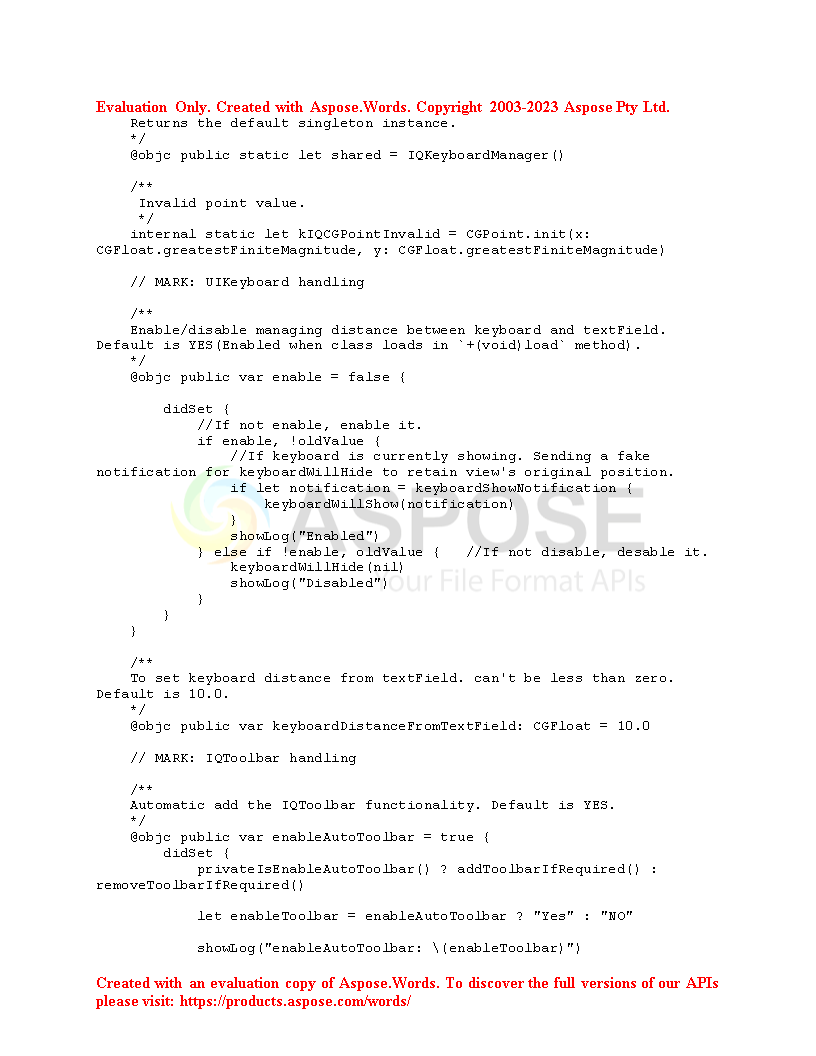 Evaluation Only. Created with Aspose.Words. Copyright 2003-2023 Aspose Pty Ltd.
Returns the default singleton instance.
*/
@objc public static let shared = IQKeyboardManager()
/**
Invalid point value.
*/
internal static let kIQCGPointInvalid = CGPoint.init(x:
CGFloat.greatestFiniteMagnitude, y: CGFloat.greatestFiniteMagnitude)
// MARK: UIKeyboard handling
/**
Enable/disable managing distance between keyboard and textField.
Default is YES(Enabled when class loads in `+(void)load` method).
*/
@objc public var enable = false {
didSet {
//If not enable, enable it.
if enable, !oldValue {
//If keyboard is currently showing. Sending a fake
notification for keyboardWillHide to retain view's original position.
if let notification = keyboardShowNotification {
keyboardWillShow(notification)
}
showLog("Enabled")
} else if !enable, oldValue {   //If not disable, desable it.
keyboardWillHide(nil)
showLog("Disabled")
}
}
}
/**
To set keyboard distance from textField. can't be less than zero.
Default is 10.0.
*/
@objc public var keyboardDistanceFromTextField: CGFloat = 10.0
// MARK: IQToolbar handling
/**
Automatic add the IQToolbar functionality. Default is YES.
*/
@objc public var enableAutoToolbar = true {
didSet {
privateIsEnableAutoToolbar() ? addToolbarIfRequired() :
removeToolbarIfRequired()
let enableToolbar = enableAutoToolbar ? "Yes" : "NO"
showLog("enableAutoToolbar: \(enableToolbar)")
Created with an evaluation copy of Aspose.Words. To discover the full versions of our APIs
please visit: https://products.aspose.com/words/
ASPOSE
Your File Format APIs